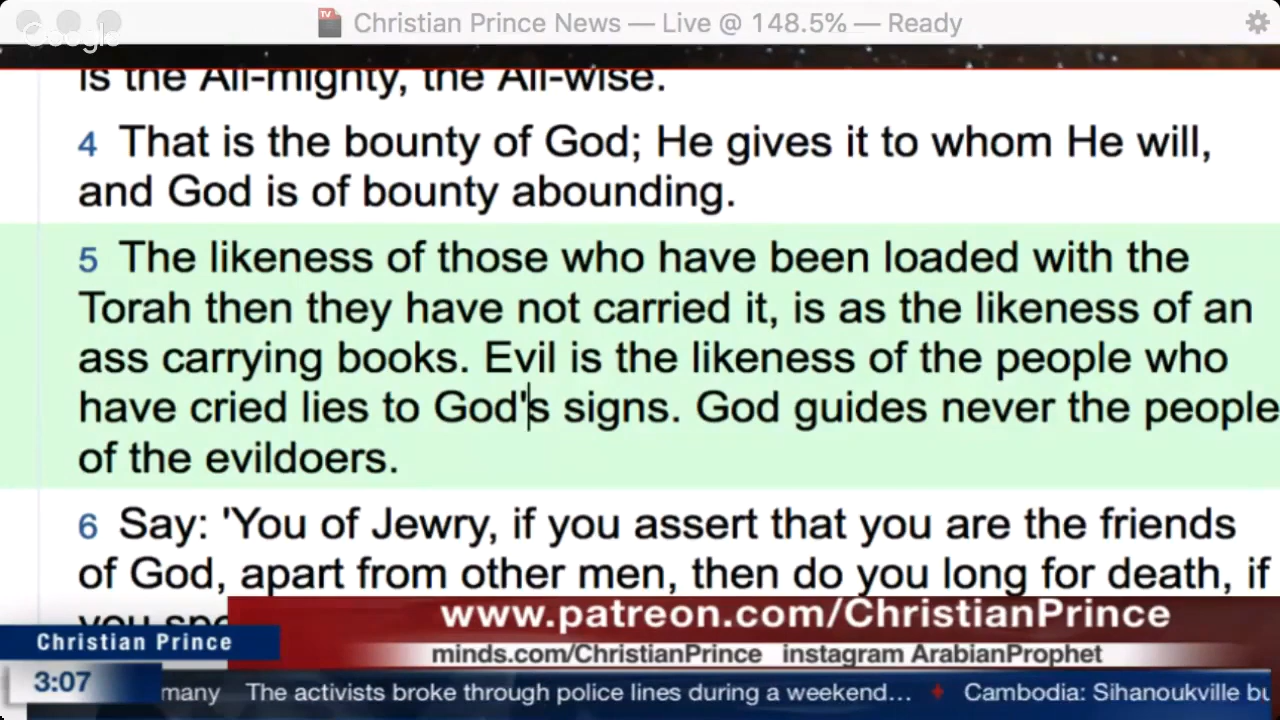 Google
Christian Prince News — Live @ 148.5% — Ready
is the All-mighty, the All-wise.
4 That is the bounty of God; He gives it to whom He will,
and God is of bounty abounding.
5 The likeness of those who have been loaded with the
Torah then they have not carried it, is as the likeness of an
ass carrying books. Evil is the likeness of the people who
have cried lies to God's signs. God guides never the people
of the evildoers.
6 Say: 'You of Jewry, if you assert that you are the friends
of God, apart from other men, then do you long for death, if
you
www.patreon.com/ChristianPrince
Christian Prince
minds.com/ChristianPrince instagram ArabianProphet
3:07
many The activists broke through police lines during a weekend... Cambodia: Sihanoukville